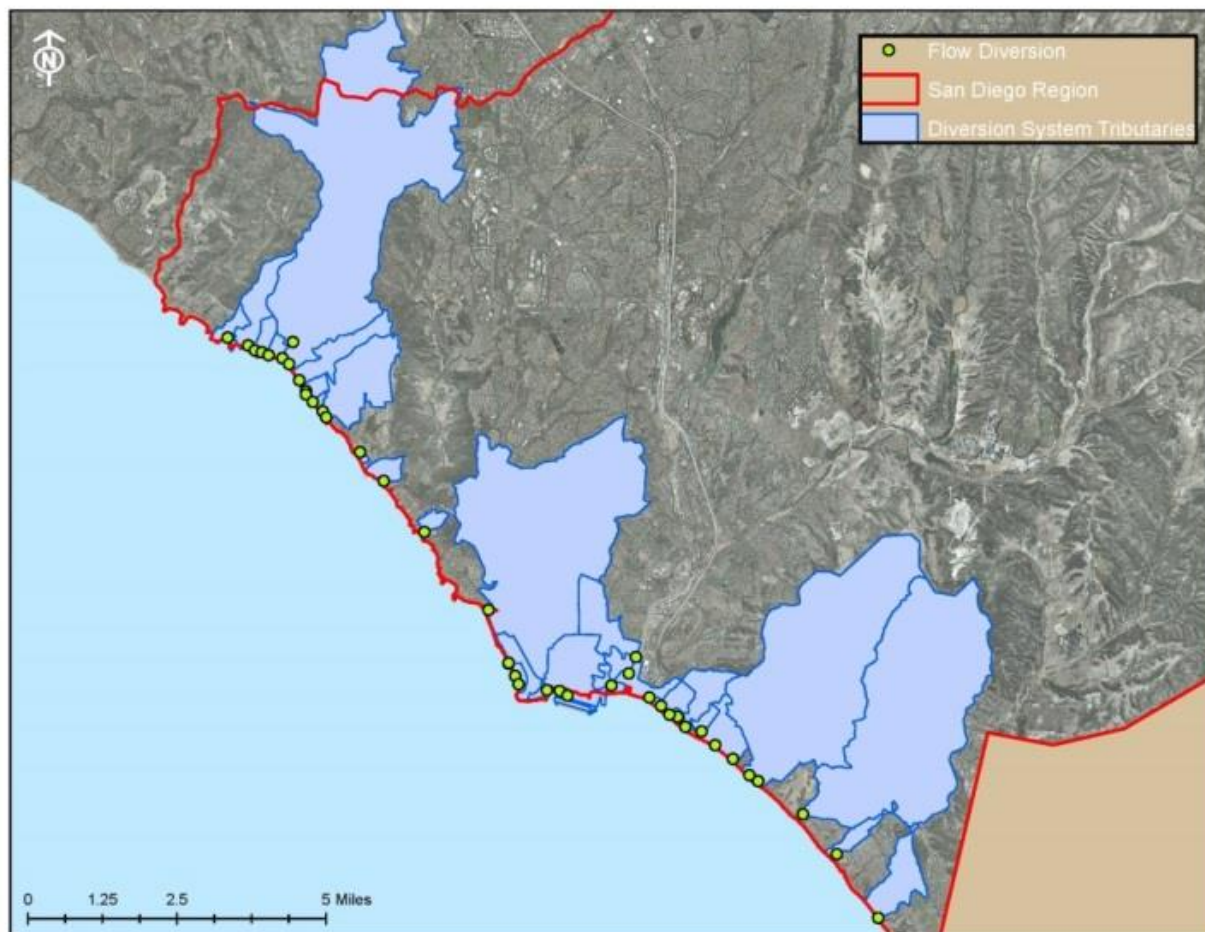 N
Flow Diversion
San Diego Region
Diversion System Tributaries
0 1.25 2.5 5 Miles